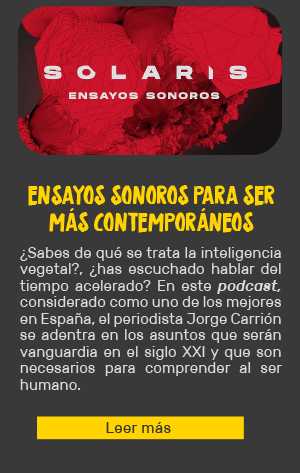 SOLARIS
ENSAYOS SONOROS
ENSAYOS SONOROS PARA SER
MÁS CONTEMPORÁNEOS
¿Sabes de qué se trata la inteligencia
vegetal?, ¿has escuchado hablar del
tiempo acelerado? En este podcast,
considerado como uno de los mejores
en España, el periodista Jorge Carrión
se adentra en los asuntos que serán
vanguardia en el siglo XXI y que son
necesarios para comprender al ser
humano.
Leer más